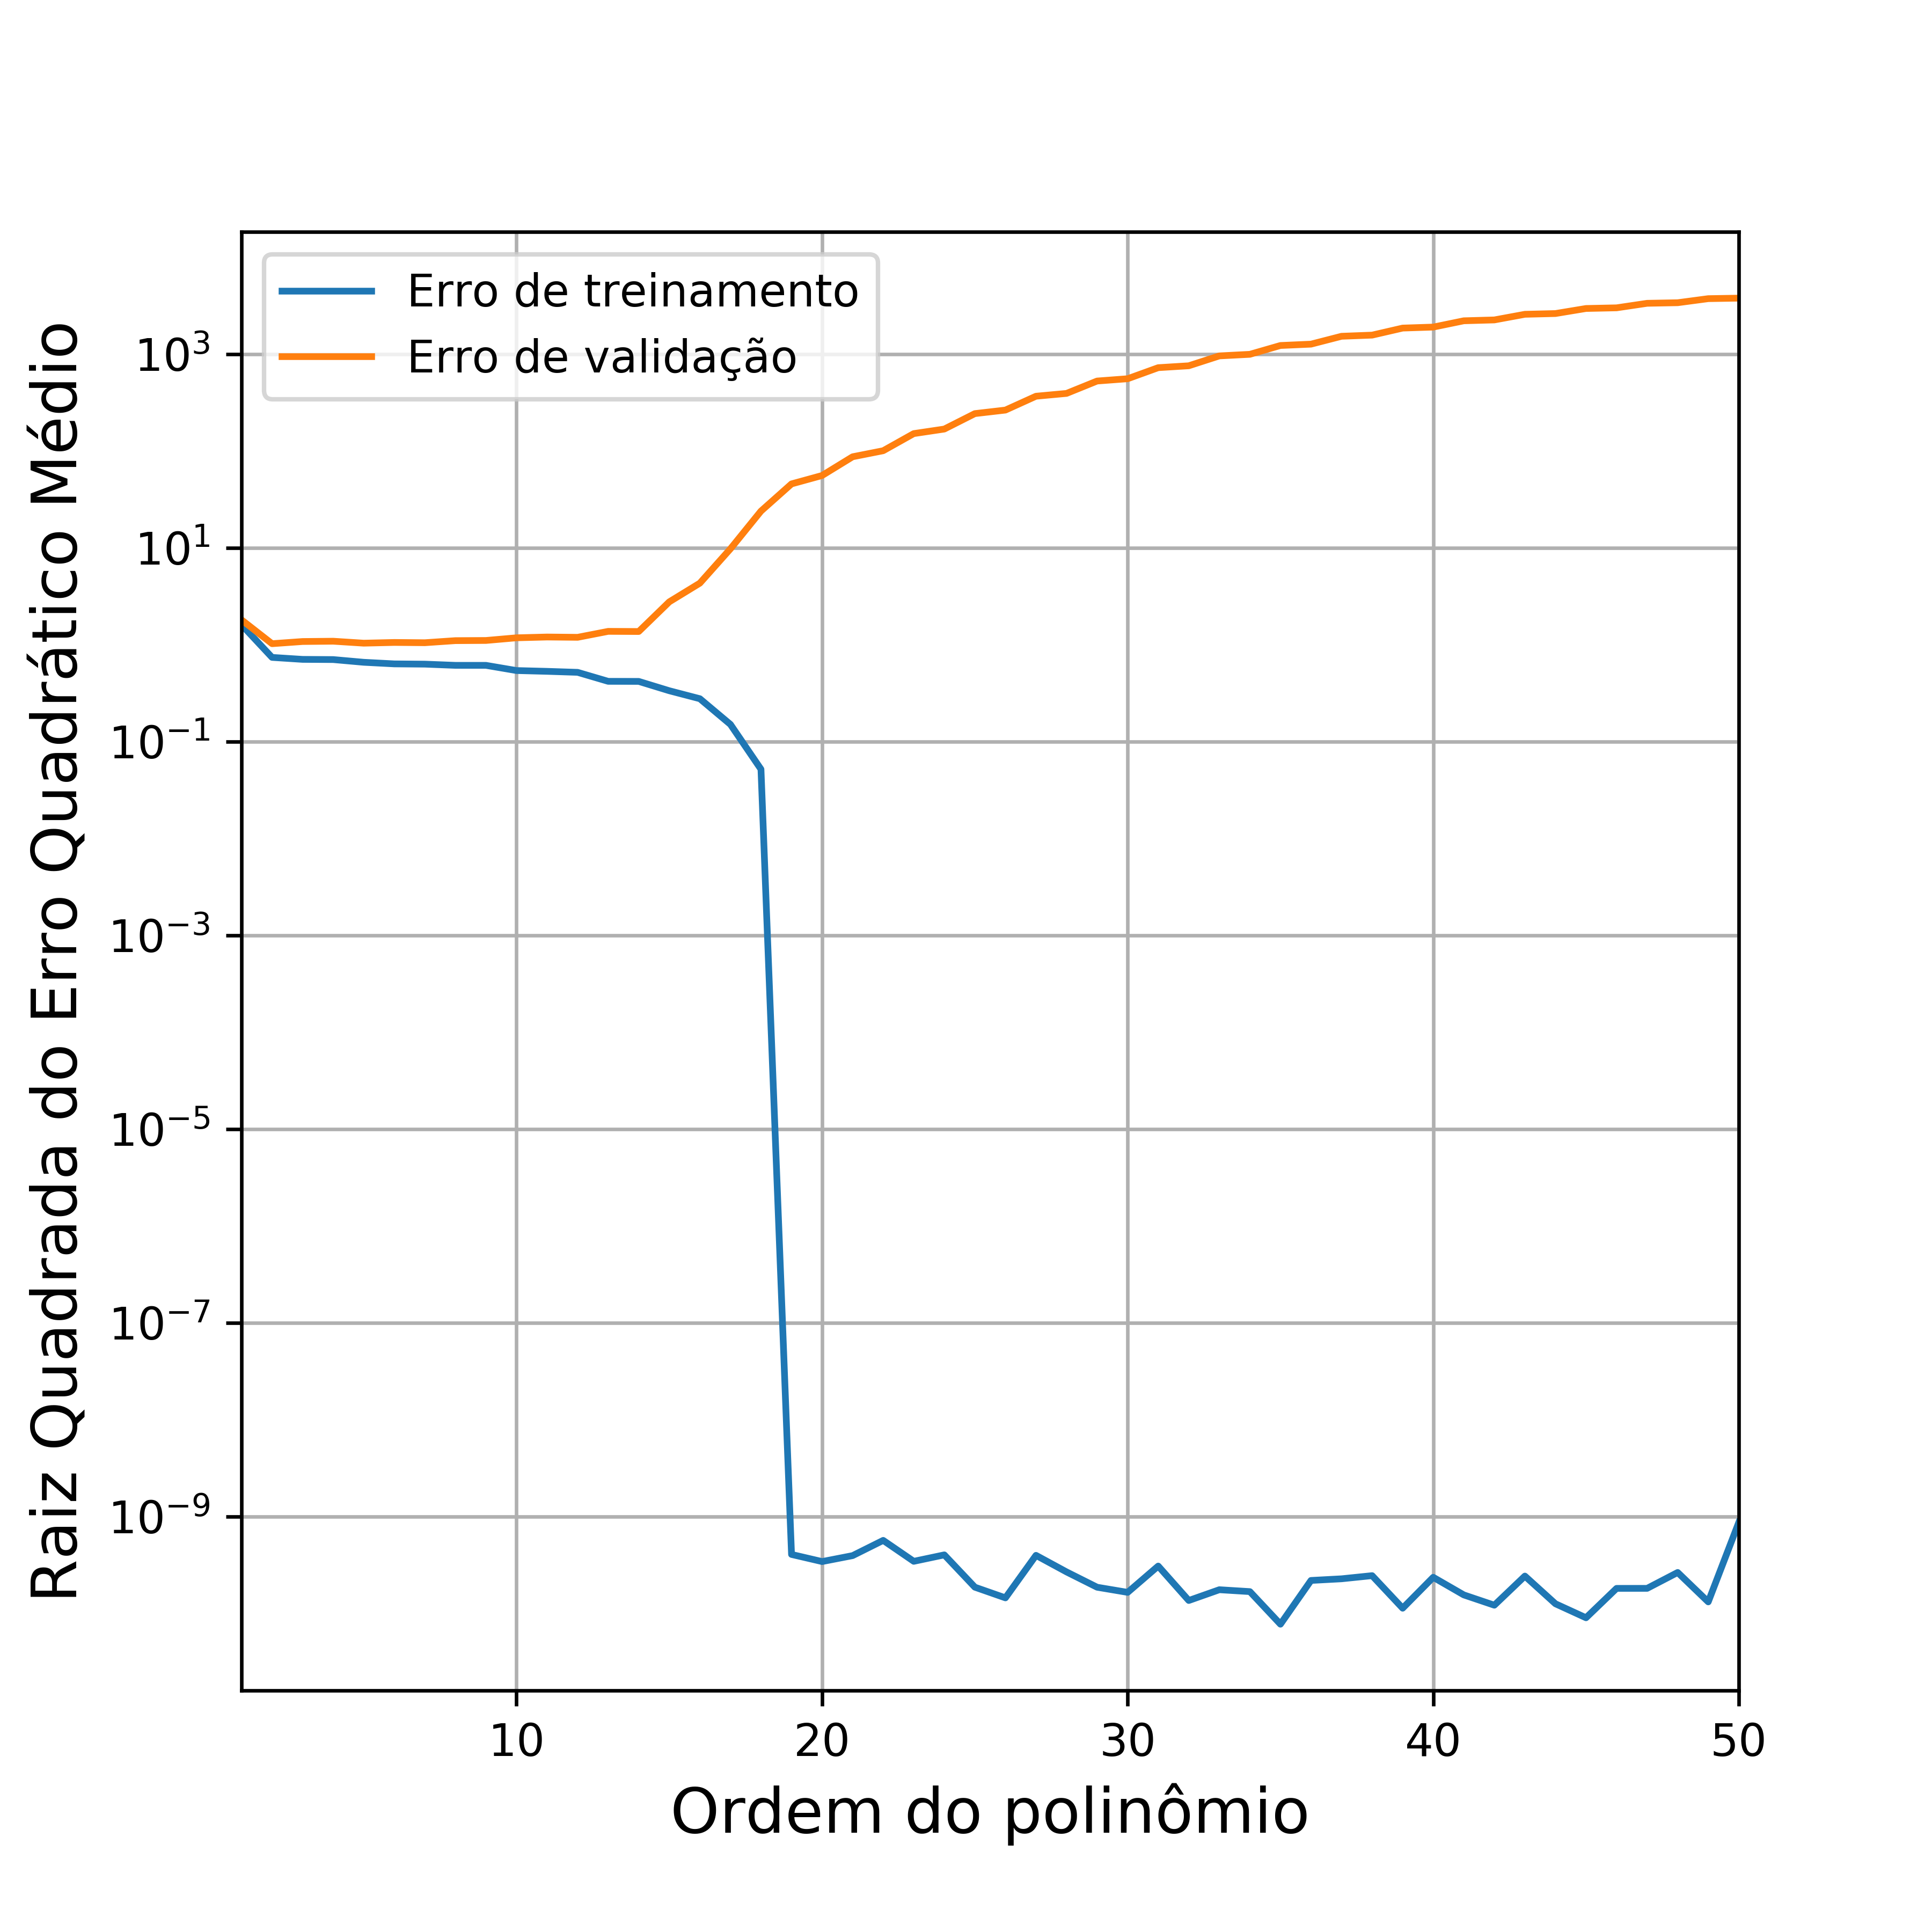 Erro de treinamento
Erro de validação
Raiz Quadrada do Erro Quadrático Médio
10³
10¹
10⁻¹
10⁻³
10⁻⁵
10⁻⁷
10⁻⁹
10 20 30 40 50
Ordem do polinômio